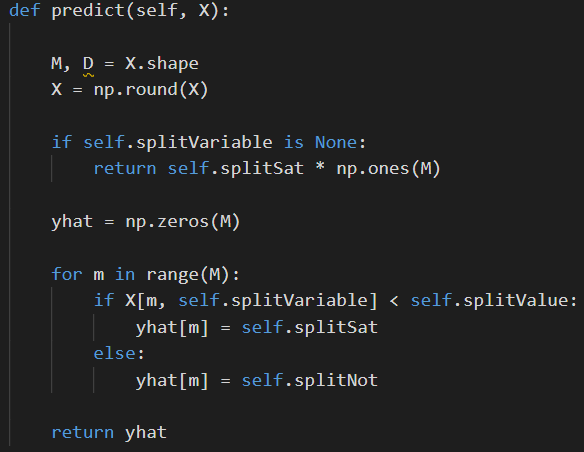 def predict(self, X):
M, D = X.shape
X = np.round(X)
if self.splitVariable is None:
return self.splitSat * np.ones(M)
yhat = np.zeros(M)
for m in range(M):
if X[m, self.splitVariable] < self.splitValue:
yhat[m] = self.splitSat
else:
yhat[m] = self.splitNot
return yhat